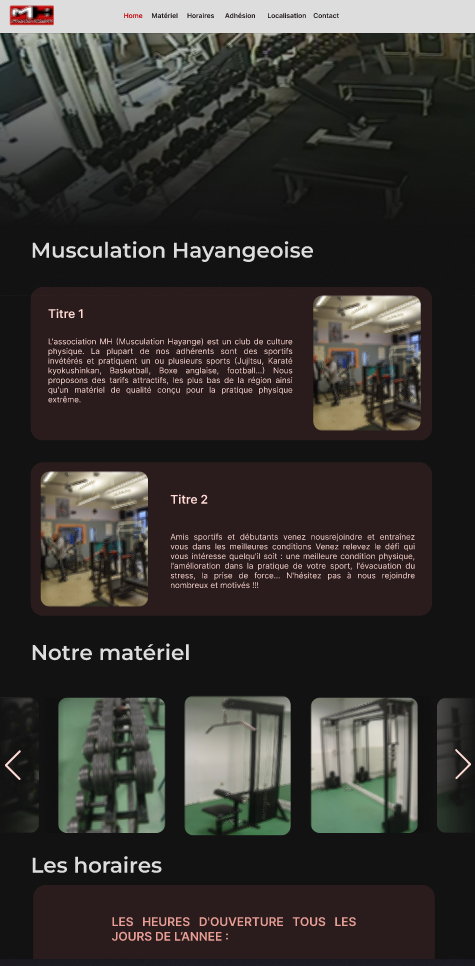 MH
Home Matériel Horaires Adhésion Localisation Contact
Musculation Hayangeoise
Titre 1
L'association MH (Musculation Hayange) est un club de culture
physique. La plupart de nos adhérents sont des sportifs
invétérés et pratiquent un ou plusieurs sports (Jujitsu, Karaté
kyokushinkan, Basketball, Boxe anglaise, football...) Nous
proposons des tarifs attractifs, les plus bas de la région ainsi
qu'un matériel de qualité conçu pour la pratique physique
extrême.
Titre 2
Amis sportifs et débutants venez nousrejoindre et entraînez
vous dans les meilleures conditions Venez relevez le défi qui
vous intéresse quelqu'il soit : une meilleure condition physique,
l'amélioration dans la pratique de votre sport, l'évacuation du
stress, la prise de force... N'hésitez pas à nous rejoindre
nombreux et motivés !!!
Notre matériel
Les horaires
LES HEURES D'OUVERTURE TOUS LES
JOURS DE L'ANNEE :